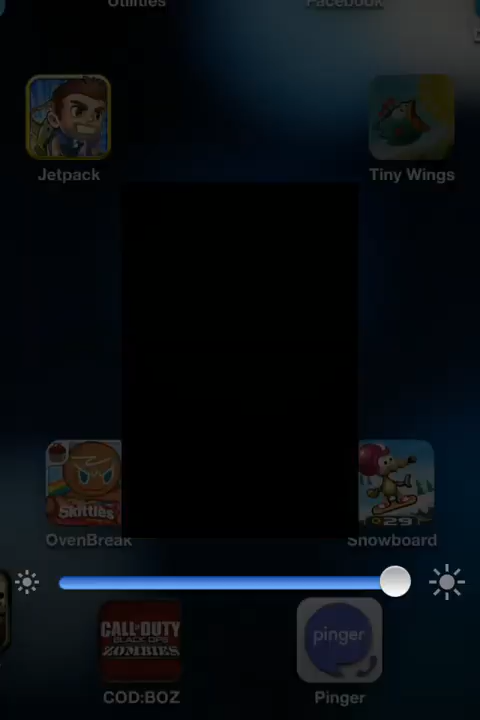 Utilities
Facebook
Jetpack
Tiny Wings
Skittles
29
OvenBreak
Snowboard
CALL OF DUTY
BLACK OPS
ZOMBIES
pinger
COD:BOZ
Pinger